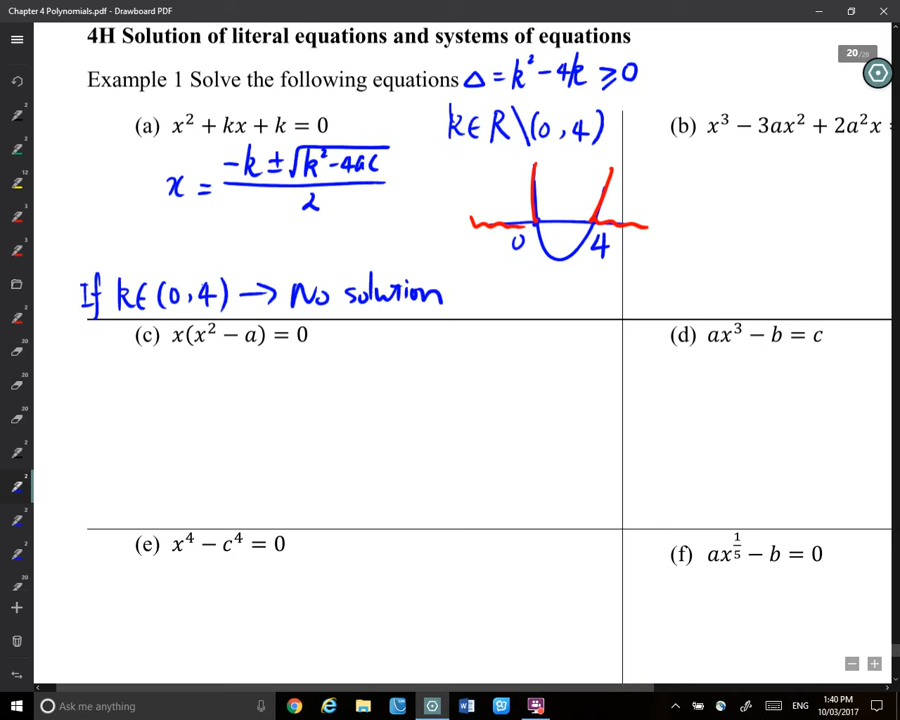 Chapter 4 Polynomials.pdf - Drawboard PDF
4H Solution of literal equations and systems of equations
20/26
Example 1 Solve the following equations Δ = k² - 4k ≥ 0
(a) x² + kx + k = 0
k ∈ R \ (0, 4)
(b) x³ − 3ax² + 2a²x =
x = (-k ± √(k² - 4ac))/2
0 4
If k ∈ (0, 4) → No solution
(c) x(x² − a) = 0
(d) ax³ − b = c
(e) x⁴ − c⁴ = 0
(f) ax^(1/5) − b = 0
Ask me anything
ENG
1:40 PM
10/03/2017